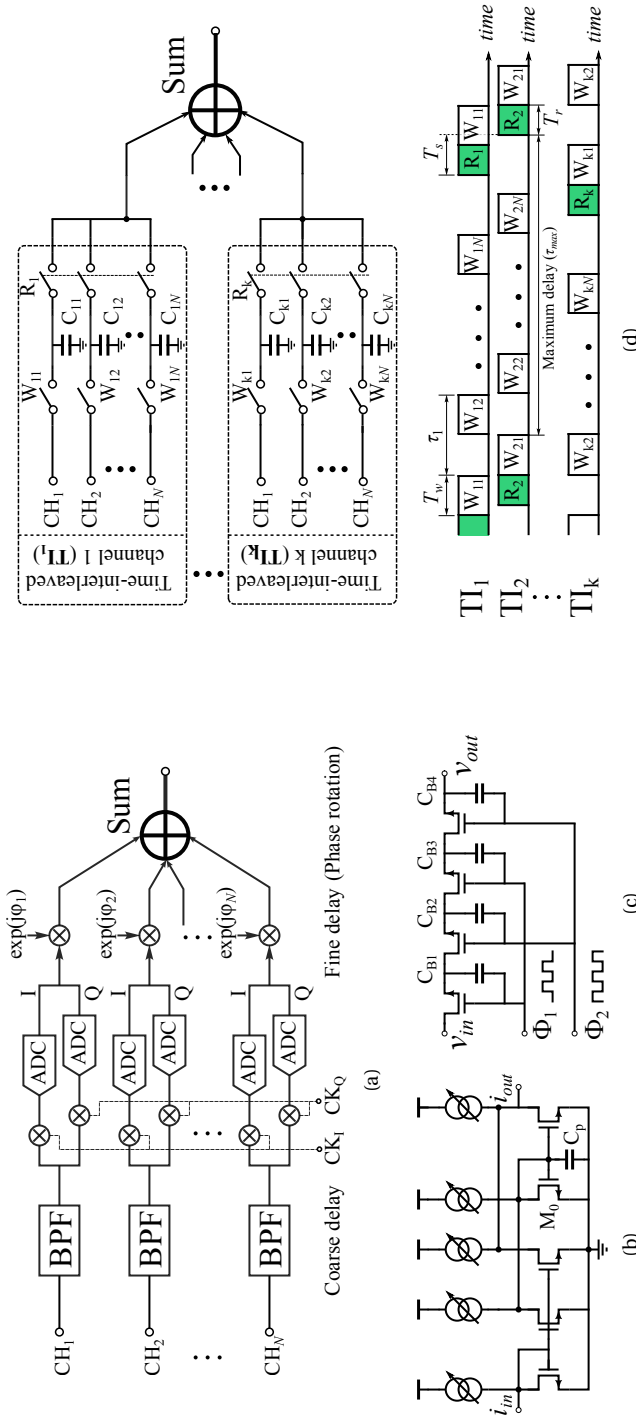 CH1
CH2
CHN
BPF
BPF
BPF
Coarse delay
ADC
ADC
ADC
ADC
ADC
ADC
I
Q
I
Q
I
Q
CKI
CKQ
exp(jφ1)
exp(jφ2)
exp(jφN)
Sum
Fine delay (Phase rotation)
(a)
iin
M0
Cp
iout
(b)
vin
CB1
CB2
CB3
CB4
vout
Φ1
Φ2
(c)
Time-interleaved
channel 1 (TI1)
CH1
CH2
CHN
W11
W12
W1N
C11
C12
C1N
R1
Time-interleaved
channel k (TIk)
CH1
CH2
CHN
Wk1
Wk2
WkN
Ck1
Ck2
CkN
Rk
Sum
TI1
Tw
τ1
Ts
W11
W12
W1N
R1
W11
time
TI2
R2
W21
W22
W2N
R2
W21
time
Maximum delay (τmax)
Tr
TIk
Wk2
WkN
Rk
Wk1
Wk2
time
(d)